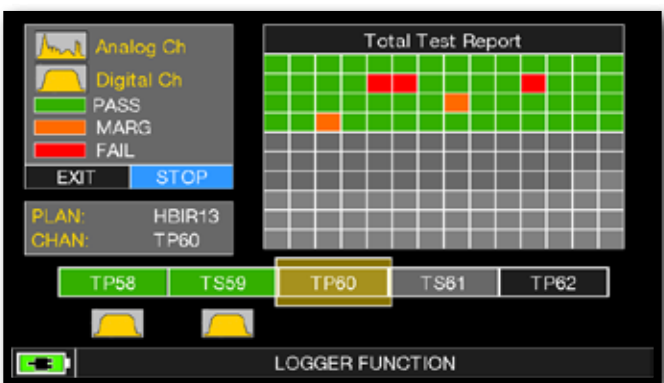 Analog Ch
Digital Ch
PASS
MARG
FAIL
EXIT STOP
PLAN: HBIR13
CHAN: TP60
Total Test Report
TP58 TS59 TP60 TS61 TP62
LOGGER FUNCTION